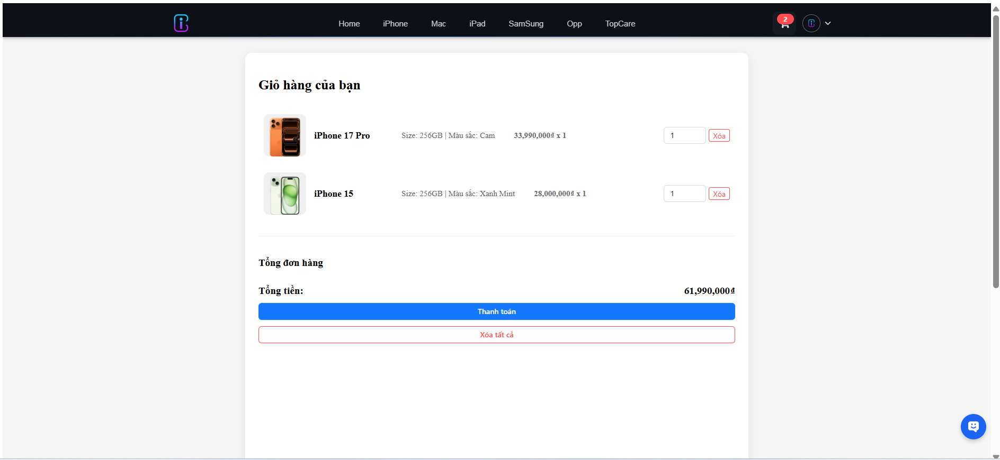 Home iPhone Mac iPad SamSung Opp TopCare 2
Giỏ hàng của bạn
iPhone 17 Pro Size: 256GB | Màu sắc: Cam 33,990,000₫ x 1 1 Xóa
iPhone 15 Size: 256GB | Màu sắc: Xanh Mint 28,000,000₫ x 1 1 Xóa
Tổng đơn hàng
Tổng tiền: 61,990,000₫
Thanh toán
Xóa tất cả